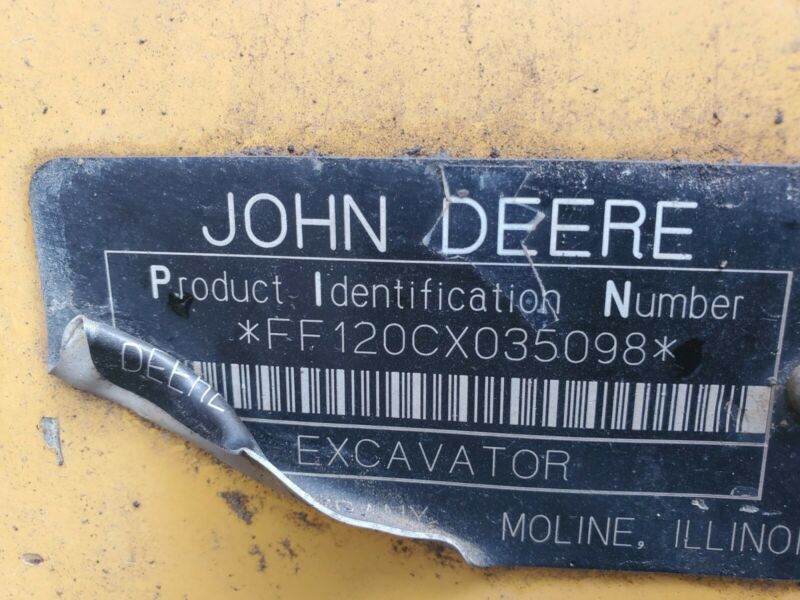 JOHN DEERE
Product Identification Number
*FF120CX035098*
DEERE
EXCAVATOR
MOLINE, ILLINOI